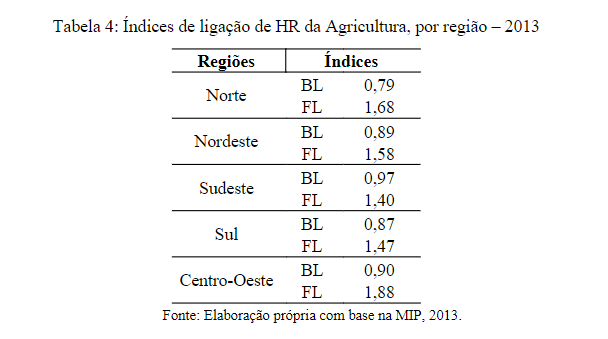 Tabela 4: Índices de ligação de HR da Agricultura, por região – 2013
Regiões Índices
Norte BL 0,79
FL 1,68
Nordeste BL 0,89
FL 1,58
Sudeste BL 0,97
FL 1,40
Sul BL 0,87
FL 1,47
Centro-Oeste BL 0,90
FL 1,88
Fonte: Elaboração própria com base na MIP, 2013.